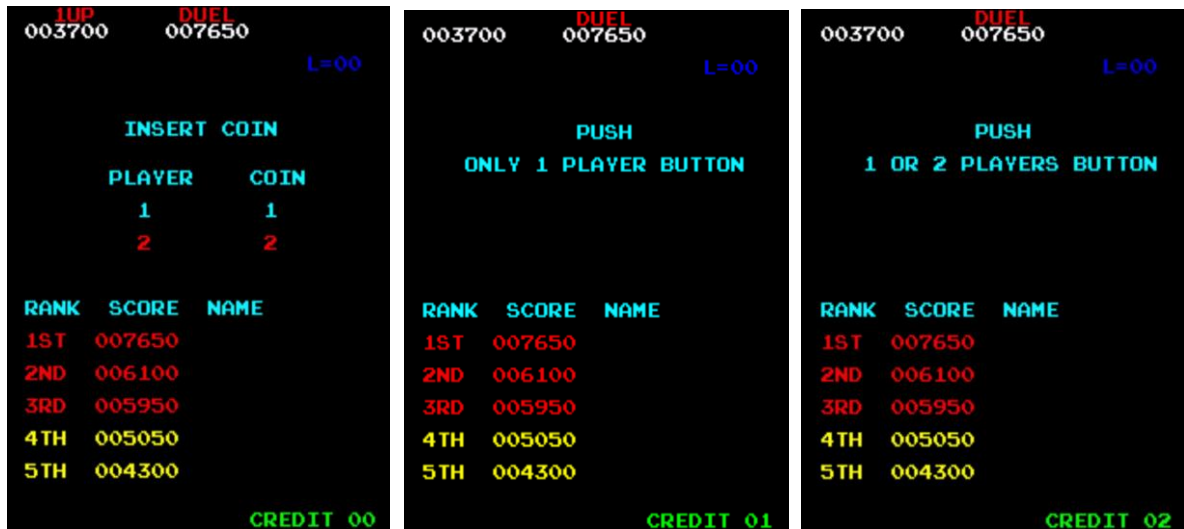 1UP DUEL
003700 007650
L=00
INSERT COIN
PLAYER COIN
1 1
2 2
RANK SCORE NAME
1ST 007650
2ND 006100
3RD 005950
4TH 005050
5TH 004300
CREDIT 00
DUEL
003700 007650
L=00
PUSH
ONLY 1 PLAYER BUTTON
RANK SCORE NAME
1ST 007650
2ND 006100
3RD 005950
4TH 005050
5TH 004300
CREDIT 01
DUEL
003700 007650
L=00
PUSH
1 OR 2 PLAYERS BUTTON
RANK SCORE NAME
1ST 007650
2ND 006100
3RD 005950
4TH 005050
5TH 004300
CREDIT 02